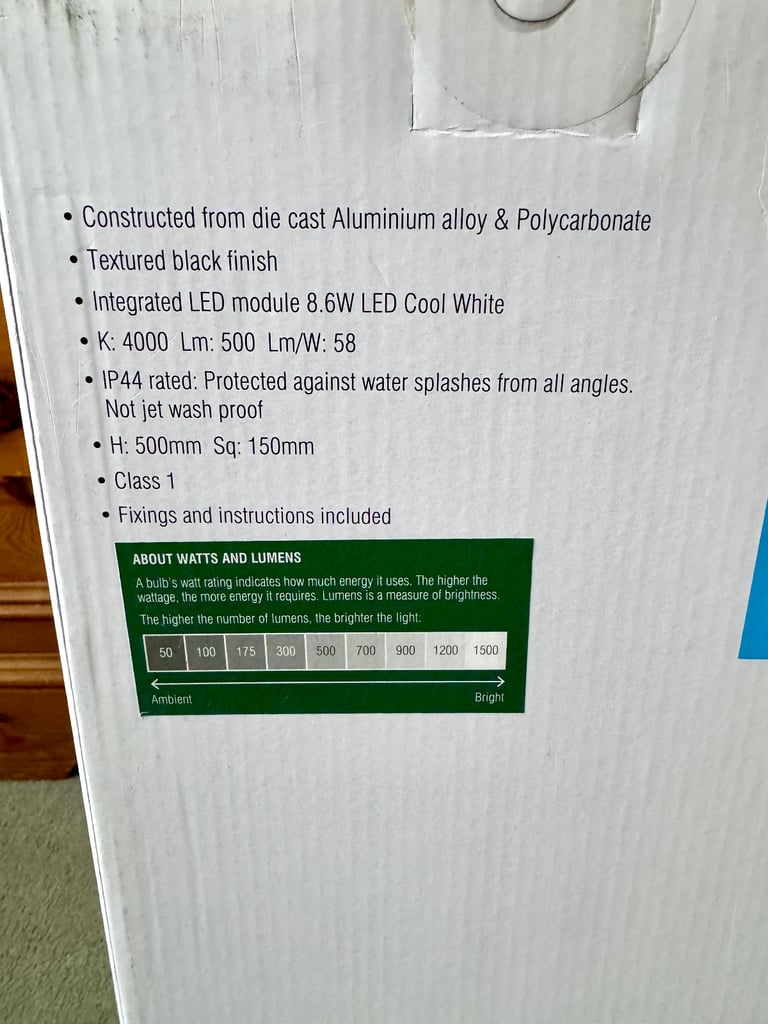 • Constructed from die cast Aluminium alloy & Polycarbonate
• Textured black finish
• Integrated LED module 8.6W LED Cool White
• K: 4000 Lm: 500 Lm/W: 58
• IP44 rated: Protected against water splashes from all angles.
Not jet wash proof
• H: 500mm Sq: 150mm
• Class 1
• Fixings and instructions included
ABOUT WATTS AND LUMENS
A bulb's watt rating indicates how much energy it uses. The higher the
wattage, the more energy it requires. Lumens is a measure of brightness.
The higher the number of lumens, the brighter the light:
50 100 175 300 500 700 900 1200 1500
Ambient Bright